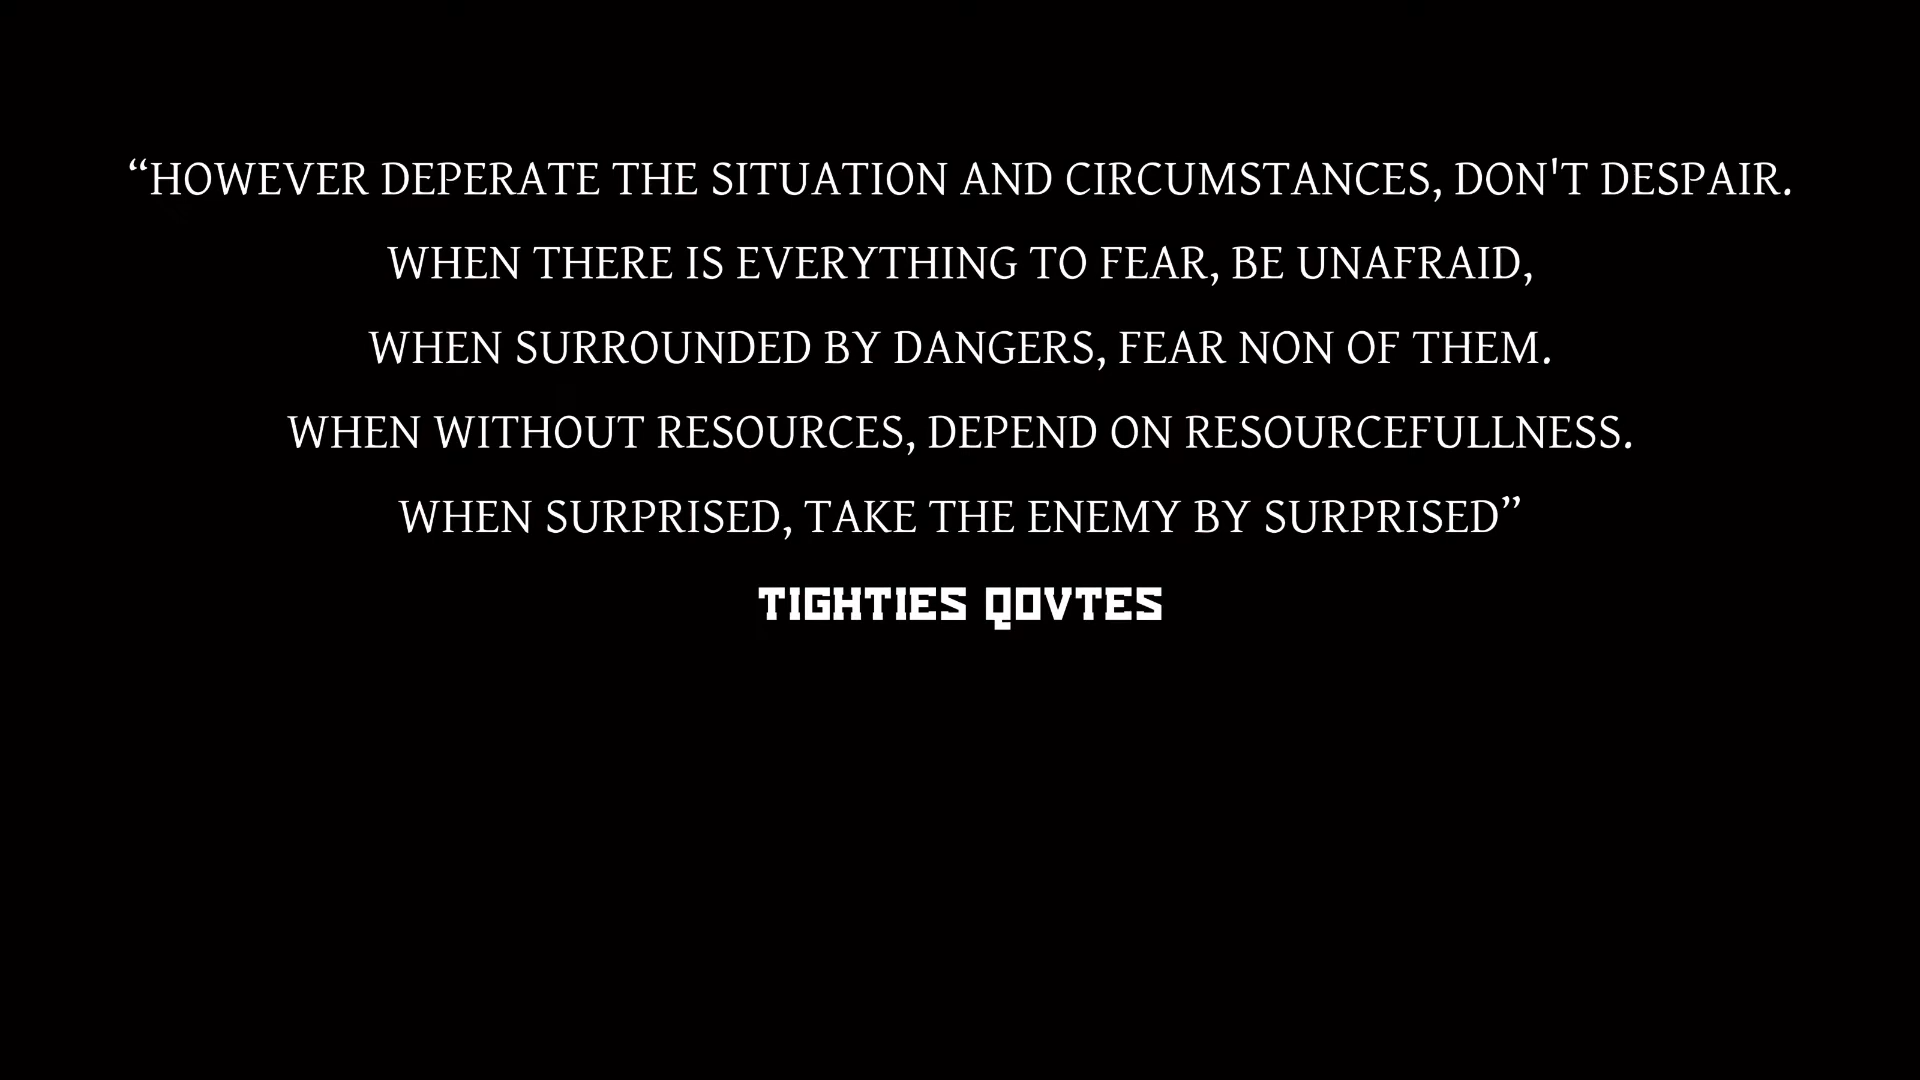 “HOWEVER DEPERATE THE SITUATION AND CIRCUMSTANCES, DON'T DESPAIR.
WHEN THERE IS EVERYTHING TO FEAR, BE UNAFRAID,
WHEN SURROUNDED BY DANGERS, FEAR NON OF THEM.
WHEN WITHOUT RESOURCES, DEPEND ON RESOURCEFULLNESS.
WHEN SURPRISED, TAKE THE ENEMY BY SURPRISED”
TIGHTIES QOVTES